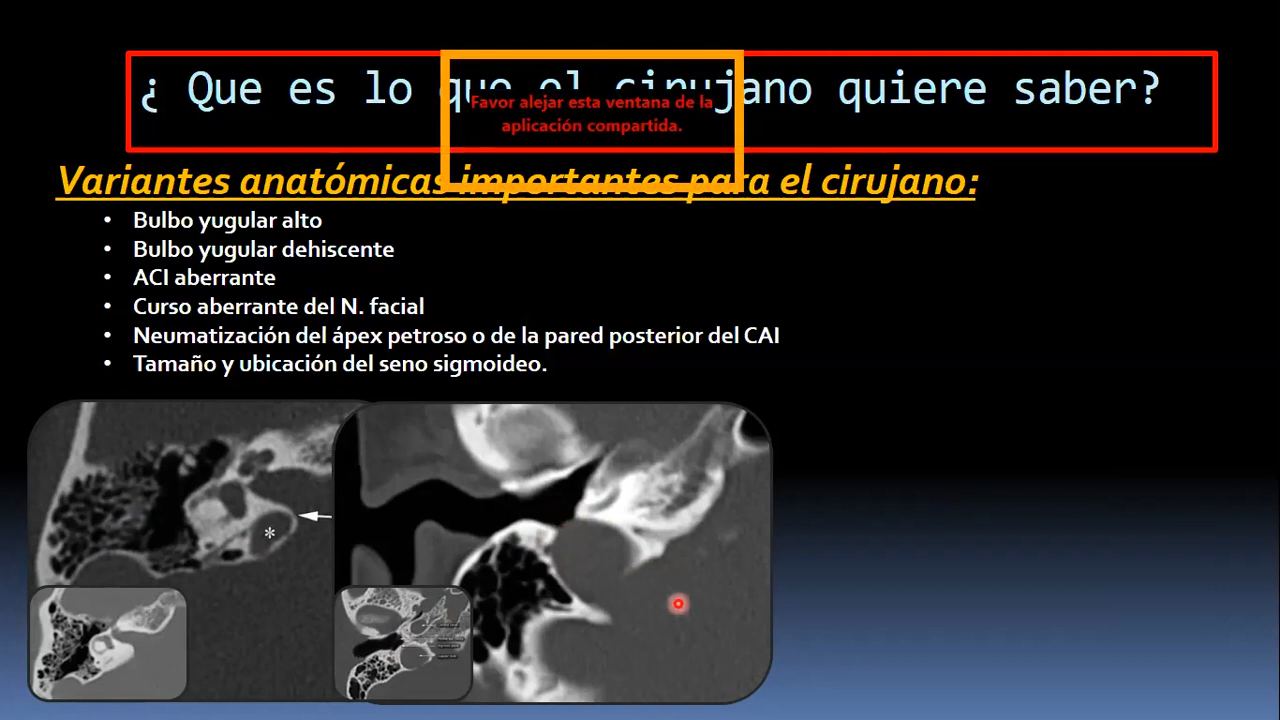 ¿ Que es lo que el cirujano quiere saber?
Favor alejar esta ventana de la
aplicación compartida.
Variantes anatómicas importantes para el cirujano:
• Bulbo yugular alto
• Bulbo yugular dehiscente
• ACI aberrante
• Curso aberrante del N. facial
• Neumatización del ápex petroso o de la pared posterior del CAI
• Tamaño y ubicación del seno sigmoideo.
*